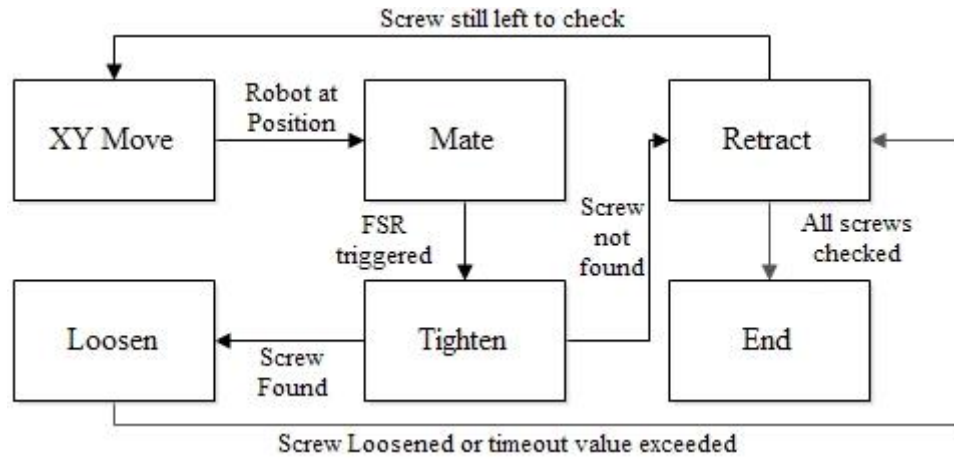 Screw still left to check
XY Move
Robot at
Position
Mate
Retract
FSR
triggered
Screw
not
found
All screws
checked
Loosen
Screw
Found
Tighten
End
Screw Loosened or timeout value exceeded